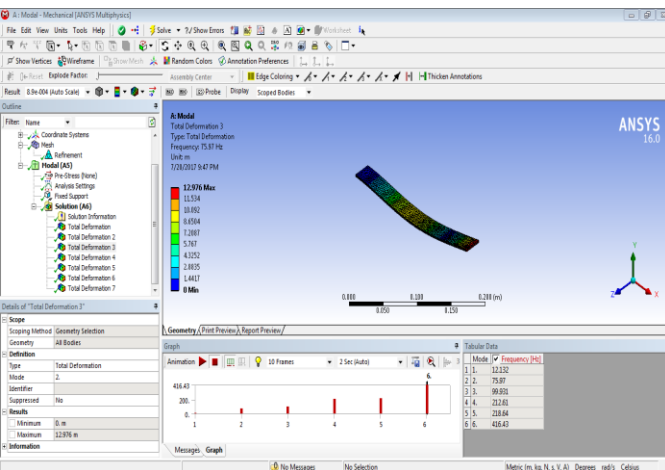 A : Modal - Mechanical [ANSYS Multiphysics]
File Edit View Units Tools Help Solve ?/ Show Errors Worksheet
Show Vertices Wireframe Show Mesh Random Colors Annotation Preferences
Reset Explode Factor: Assembly Center Edge Coloring Thicken Annotations
Result 8.9e-004 (Auto Scale) Probe Display Scoped Bodies
Outline
Filter: Name
Coordinate Systems
Mesh
Refinement
Modal (A5)
Pre-Stress (None)
Analysis Settings
Fixed Support
Solution (A6)
Solution Information
Total Deformation
Total Deformation 2
Total Deformation 3
Total Deformation 4
Total Deformation 5
Total Deformation 6
Total Deformation 7
Details of "Total Deformation 3"
Scope
Scoping Method Geometry Selection
Geometry All Bodies
Definition
Type Total Deformation
Mode 2.
Identifier
Suppressed No
Results
Minimum 0. m
Maximum 12.976 m
Information
A: Modal
Total Deformation 3
Type: Total Deformation
Frequency: 75.97 Hz
Unit: m
7/28/2017 9:47 PM
12.976 Max
11.534
10.092
8.6504
7.2087
5.767
4.3252
2.8835
1.4417
0 Min
ANSYS
16.0
0.000 0.100 0.200 (m)
0.050 0.150
Y
Z X
Geometry Print Preview Report Preview
Graph
Animation 10 Frames 2 Sec (Auto)
6.
416.43
200.
0.
1 2 3 4 5 6
Messages Graph
Tabular Data
Mode Frequency [Hz]
1 1. 12.132
2 2. 75.97
3 3. 99.931
4 4. 212.61
5 5. 218.64
6 6. 416.43
No Messages No Selection Metric (m, kg, N, s, V, A) Degrees rad/s Celsius